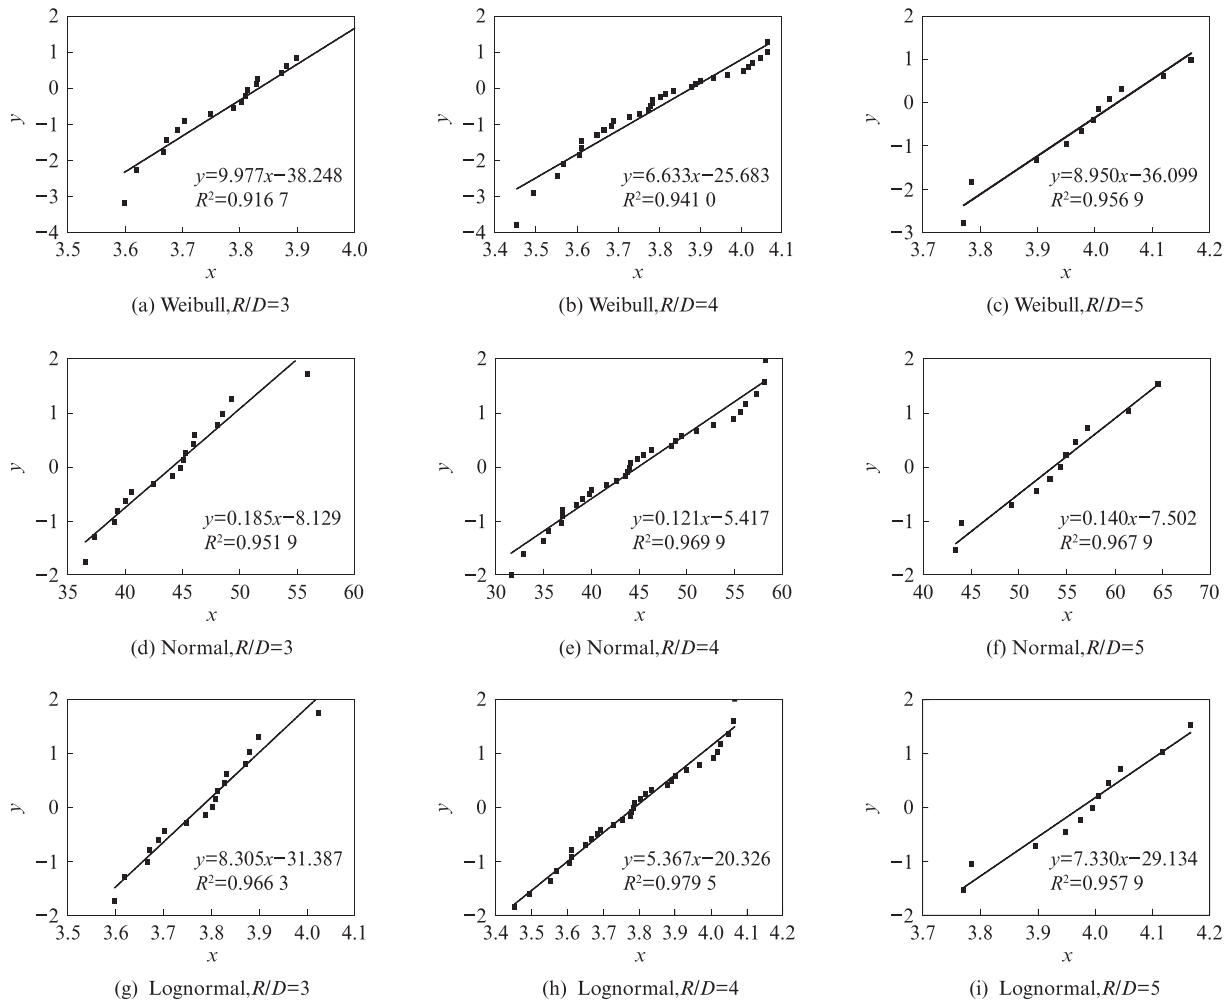 2
1
0
−1
−2
−3
−4
y
y=9.977x−38.248
R²=0.916 7
3.5 3.6 3.7 3.8 3.9 4.0
x
(a) Weibull,R/D=3
2
1
0
−1
−2
−3
−4
y
y=6.633x−25.683
R²=0.941 0
3.4 3.5 3.6 3.7 3.8 3.9 4.0 4.1
x
(b) Weibull,R/D=4
2
1
0
−1
−2
−3
y
y=8.950x−36.099
R²=0.956 9
3.7 3.8 3.9 4.0 4.1 4.2
x
(c) Weibull,R/D=5
2
1
0
−1
−2
y
y=0.185x−8.129
R²=0.951 9
35 40 45 50 55 60
x
(d) Normal,R/D=3
2
1
0
−1
−2
y
y=0.121x−5.417
R²=0.969 9
30 35 40 45 50 55 60
x
(e) Normal,R/D=4
2
1
0
−1
−2
y
y=0.140x−7.502
R²=0.967 9
40 45 50 55 60 65 70
x
(f) Normal,R/D=5
2
1
0
−1
−2
y
y=8.305x−31.387
R²=0.966 3
3.5 3.6 3.7 3.8 3.9 4.0 4.1
x
(g) Lognormal,R/D=3
2
1
0
−1
−2
y
y=5.367x−20.326
R²=0.979 5
3.4 3.5 3.6 3.7 3.8 3.9 4.0 4.1 4.2
x
(h) Lognormal,R/D=4
2
1
0
−1
−2
y
y=7.330x−29.134
R²=0.957 9
3.7 3.8 3.9 4.0 4.1 4.2
x
(i) Lognormal,R/D=5